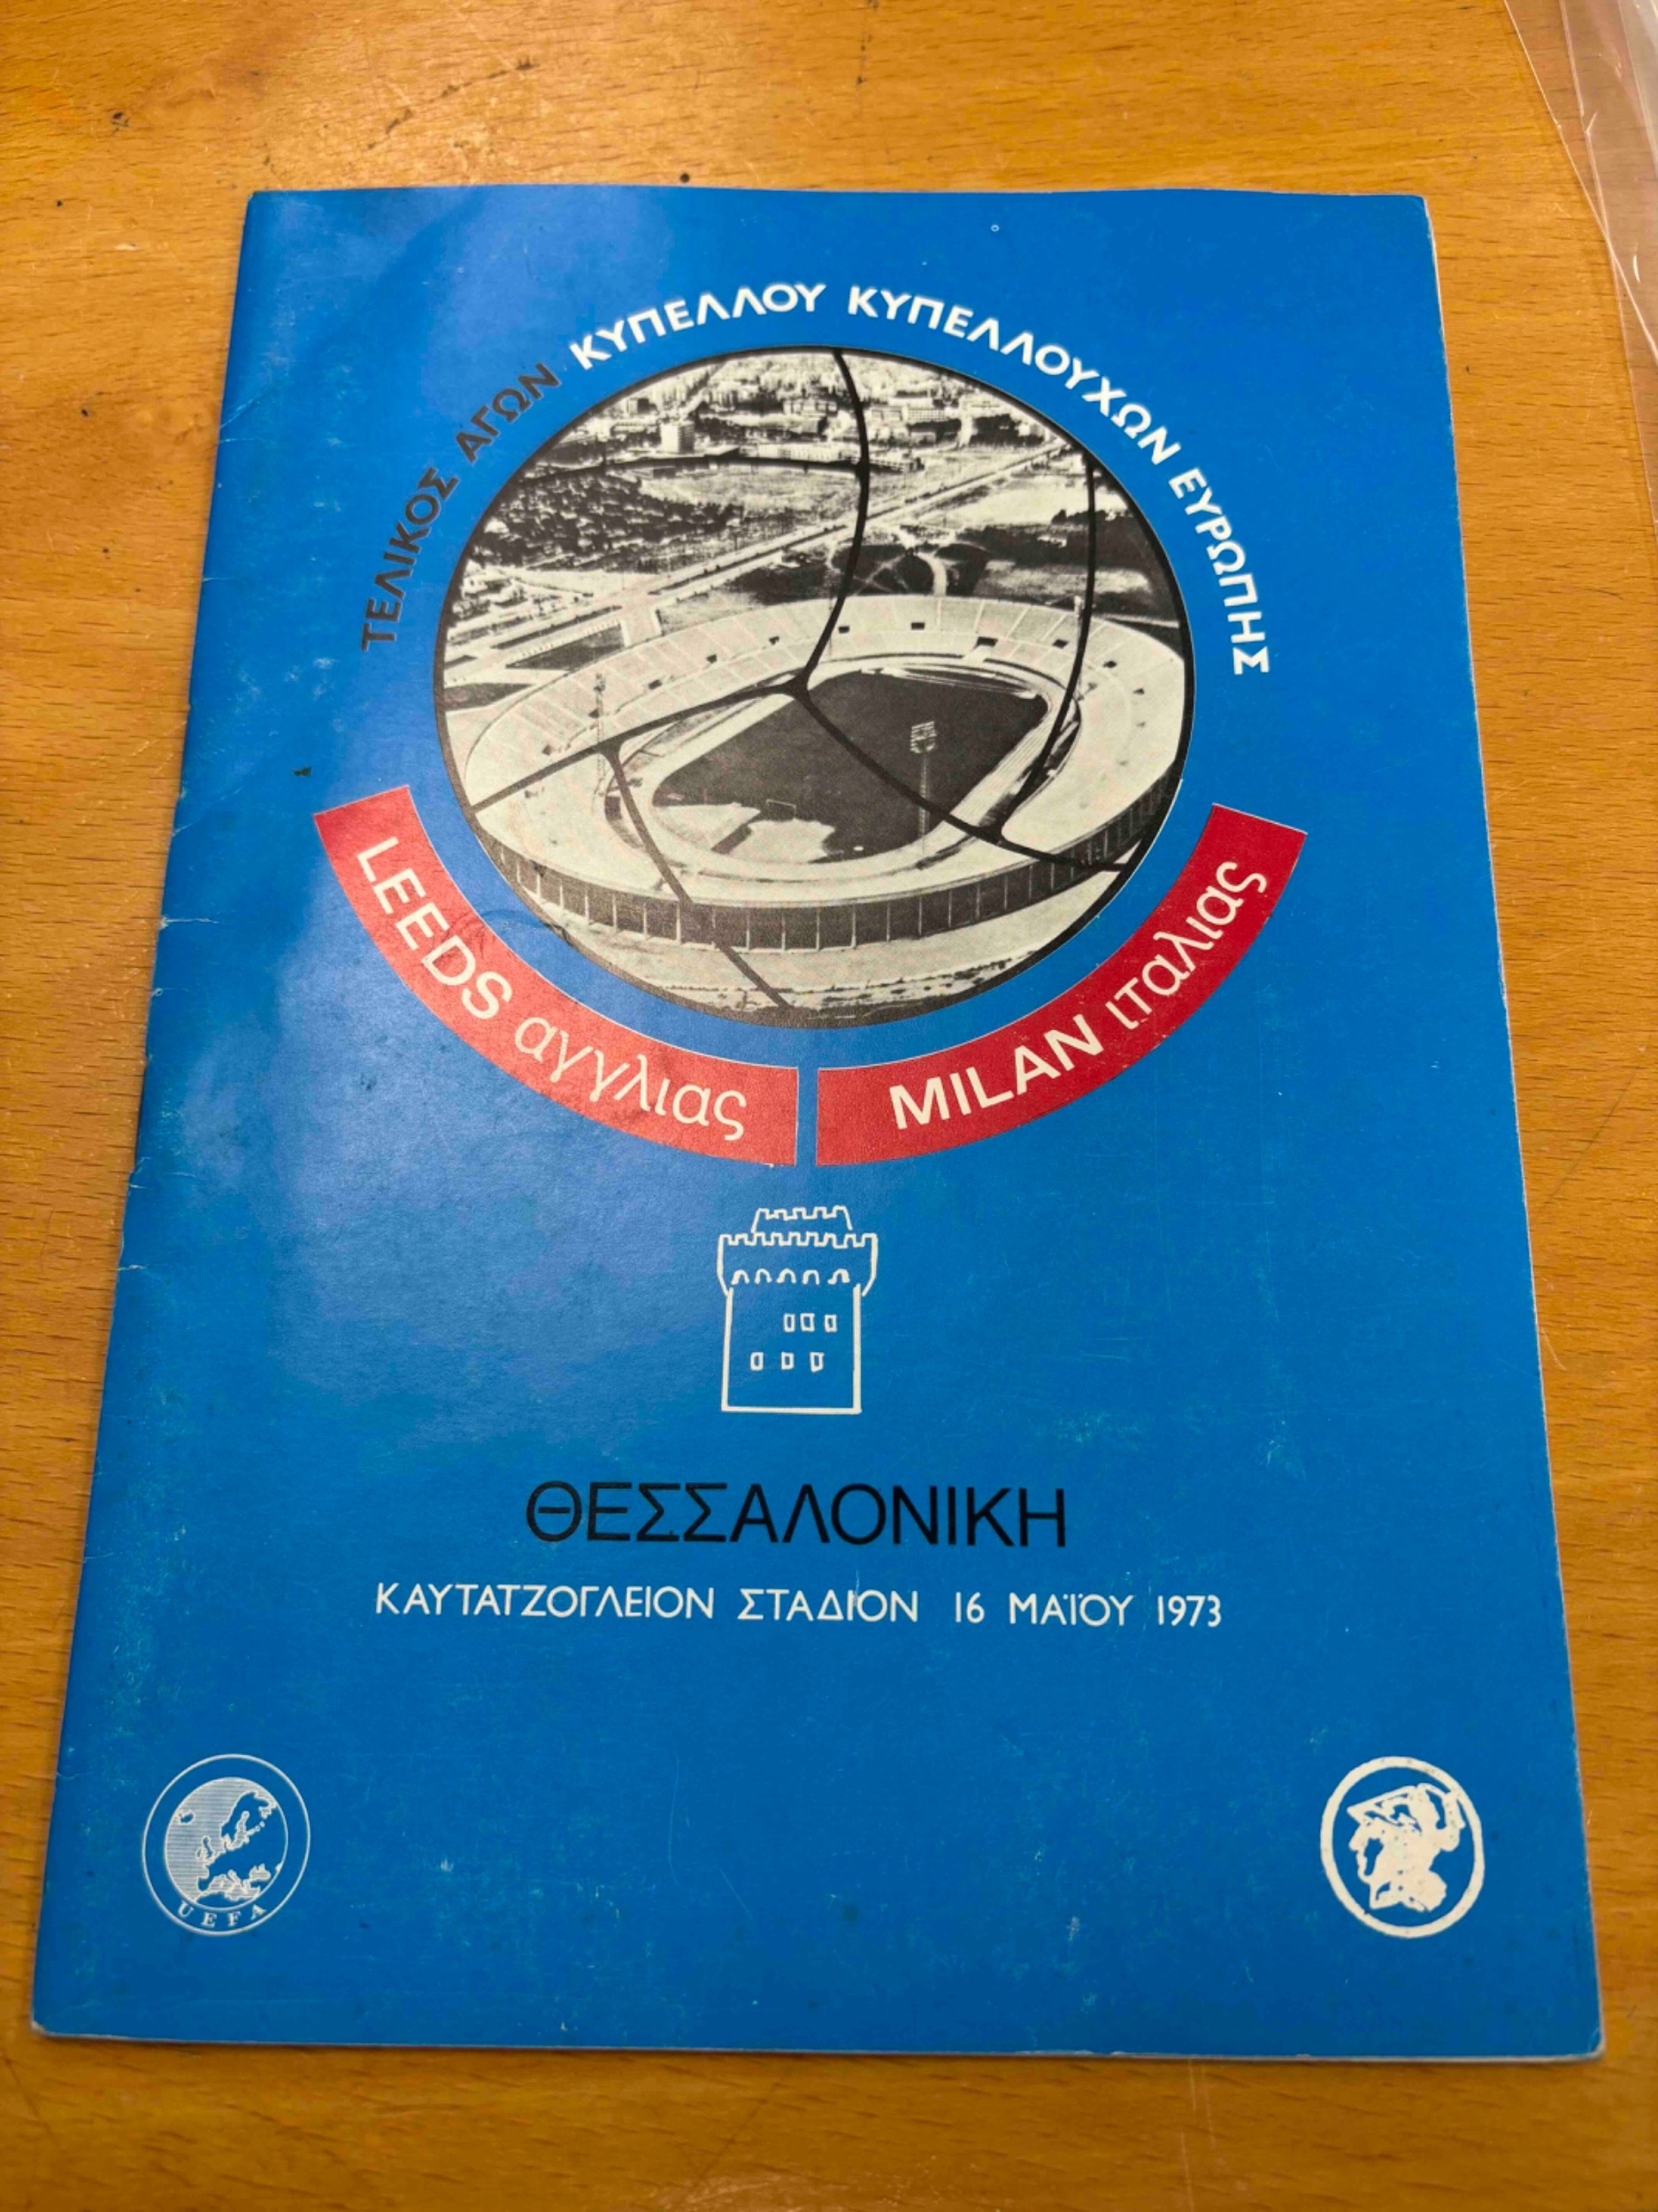 ΤΕΛΙΚΟΣ ΑΓΩΝ ΚΥΠΕΛΛΟΥ ΚΥΠΕΛΛΟΥΧΩΝ ΕΥΡΩΠΗΣ
LEEDS αγγλιας
MILAN ιταλιας
ΘΕΣΣΑΛΟΝΙΚΗ
ΚΑΥΤΑΤΖΟΓΛΕΙΟΝ ΣΤΑΔΙΟΝ 16 ΜΑΪΟΥ 1973
UEFA